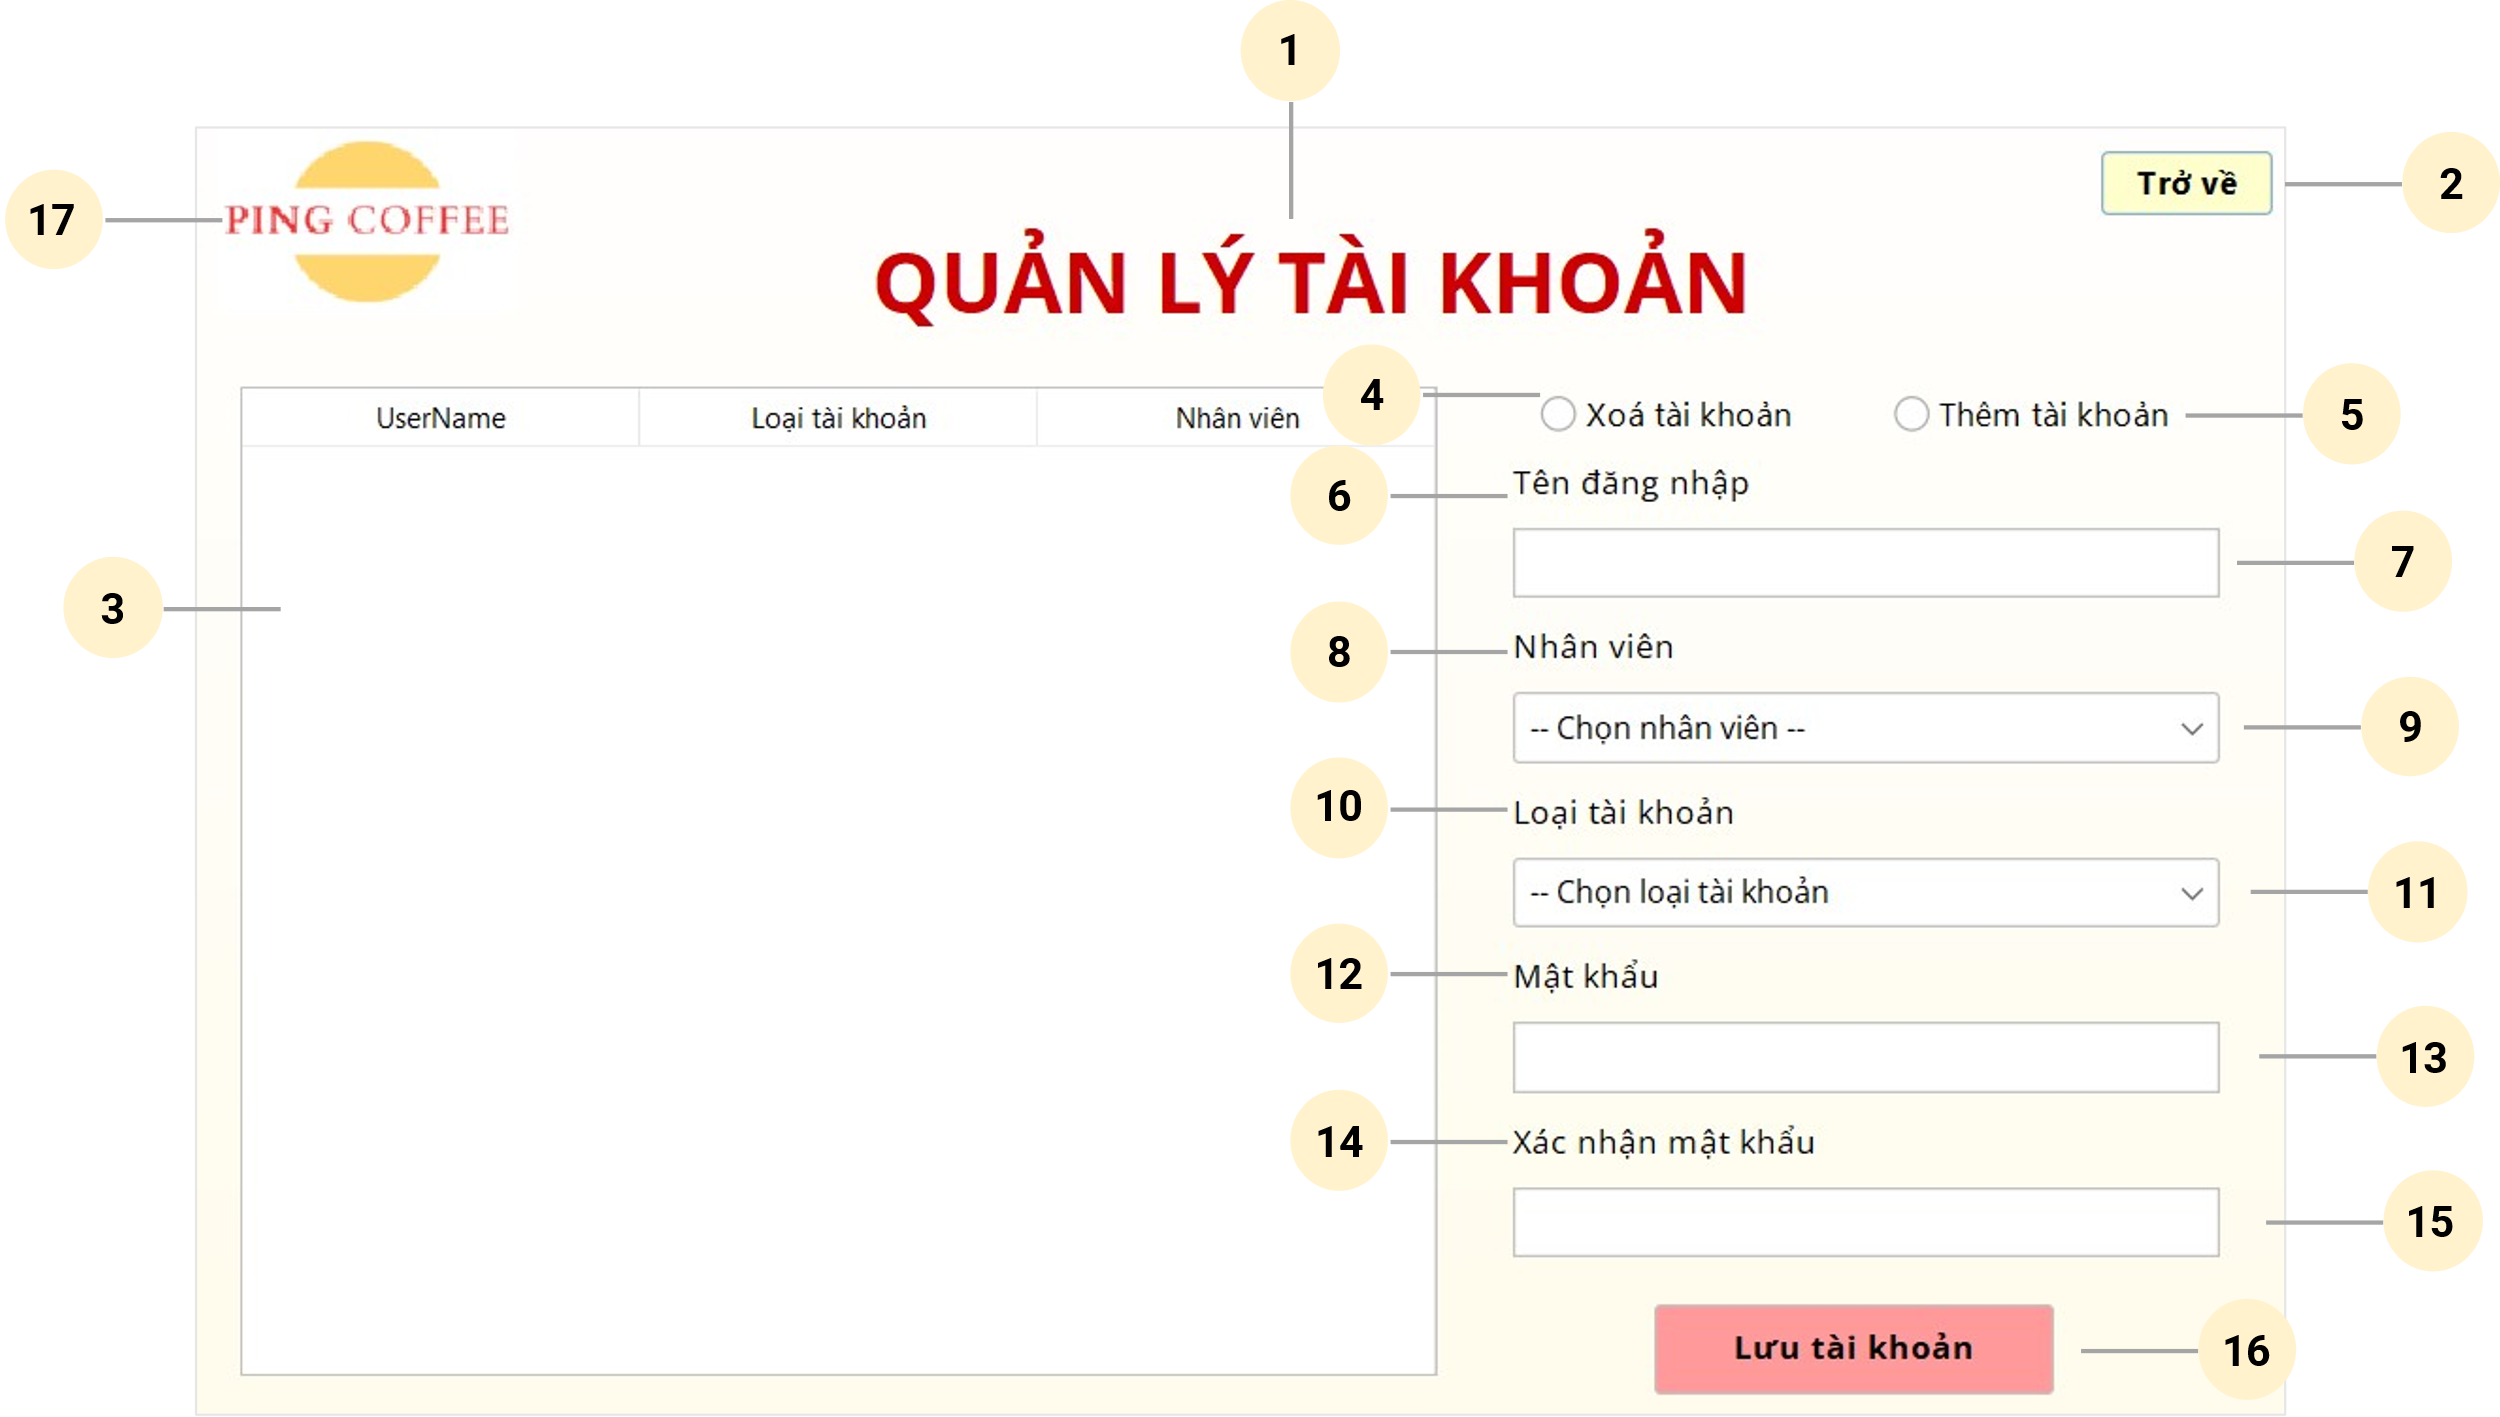 1
PING COFFEE
17
Trở về
2
QUẢN LÝ TÀI KHOẢN
UserName
Loại tài khoản
Nhân viên
3
4
Xoá tài khoản
Thêm tài khoản
5
6
Tên đăng nhập
7
8
Nhân viên
-- Chọn nhân viên --
9
10
Loại tài khoản
-- Chọn loại tài khoản
11
12
Mật khẩu
13
14
Xác nhận mật khẩu
15
Lưu tài khoản
16